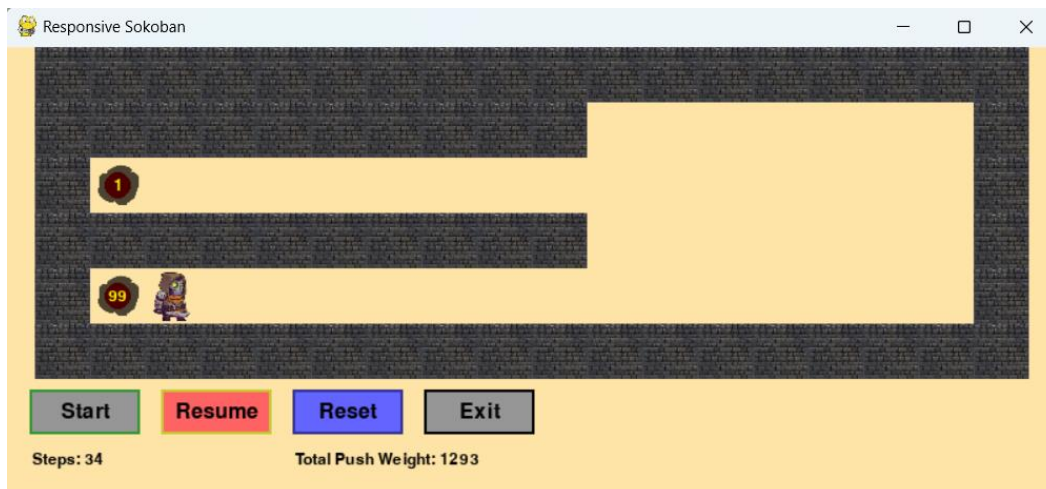 Responsive Sokoban
1
99
Start Resume Reset Exit
Steps: 34 Total Push Weight: 1293